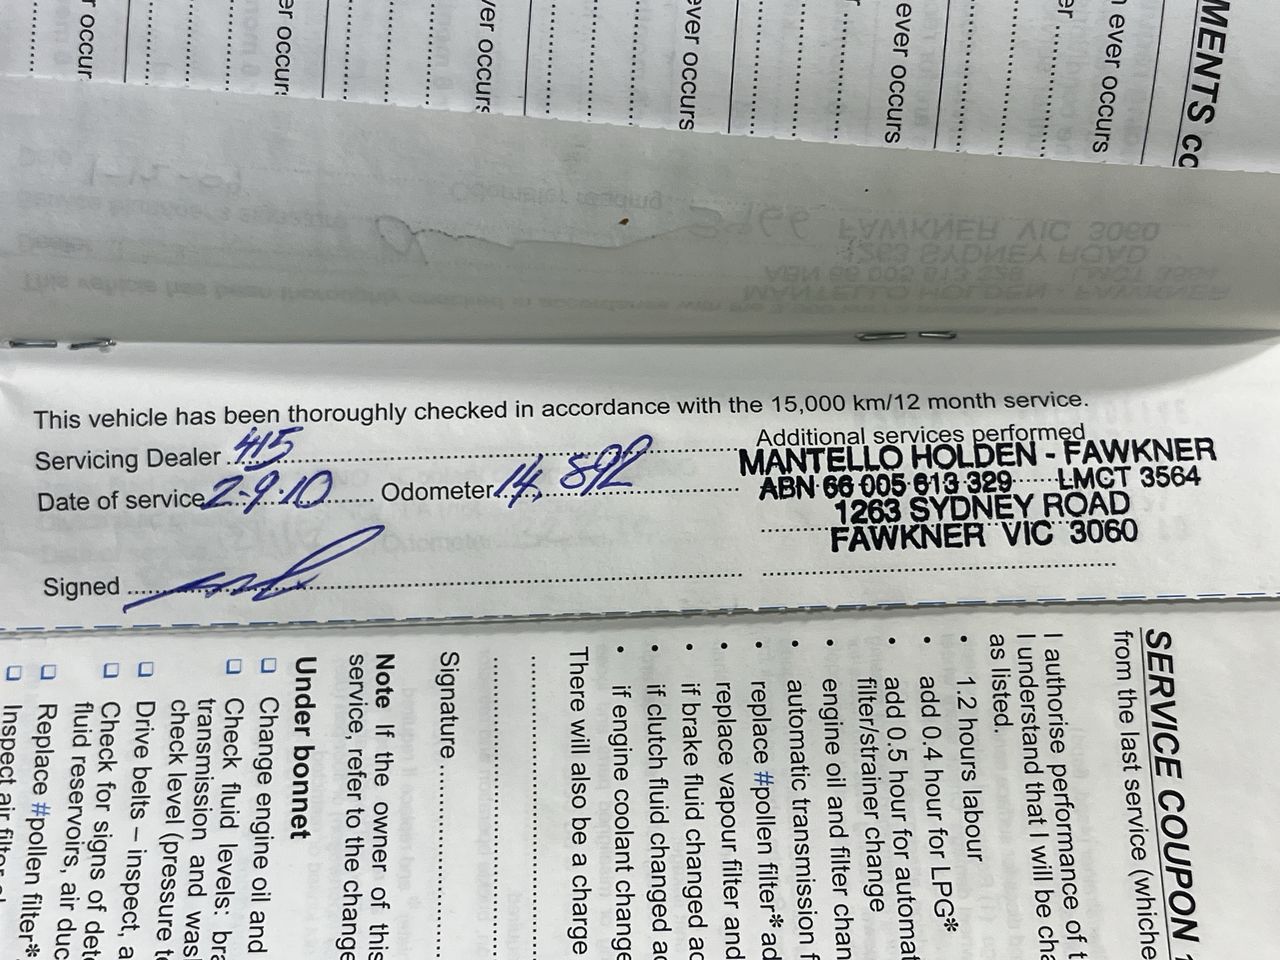 MENTS
r occur
er occur
ver occurs
ever occurs
ever occurs
er
ever occurs
This vehicle has been thoroughly checked in accordance with the 15,000 km/12 month service.
Servicing Dealer 415
Date of service 2-9-10 Odometer 14,892
Signed
Additional services performed
MANTELLO HOLDEN - FAWKNER
ABN 66 005 613 329 LMCT 3564
1263 SYDNEY ROAD
FAWKNER VIC 3060
SERVICE COUPON
from the last service (whiche
I authorise performance of t
I understand that I will be cha
as listed.
• 1.2 hours labour
• add 0.4 hour for LPG*
• add 0.5 hour for automat
filter/strainer change
• engine oil and filter chan
• automatic transmission f
• replace #pollen filter* ad
• replace vapour filter and
• if brake fluid changed ad
• if clutch fluid changed ad
• if engine coolant change
There will also be a charge
Signature
Note If the owner of this
service, refer to the change
Under bonnet
Change engine oil and
Check fluid levels: bra
transmission and was
check level (pressure t
Drive belts – inspect, a
Check for signs of dete
fluid reservoirs, air duc
Replace #pollen filter*
Inspect air filter